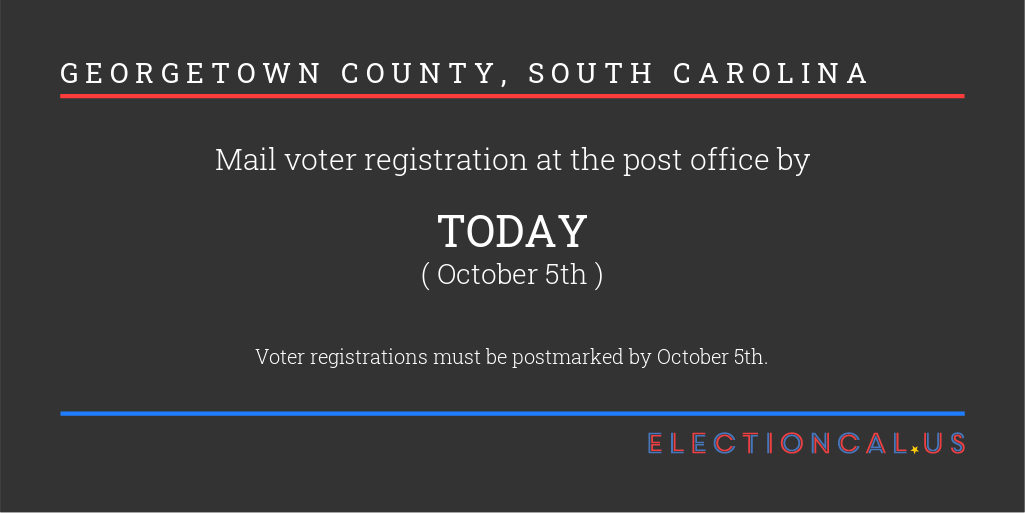 GEORGETOWN COUNTY, SOUTH CAROLINA
Mail voter registration at the post office by
TODAY
( October 5th )
Voter registrations must be postmarked by October 5th.
ELECTIONCAL.US